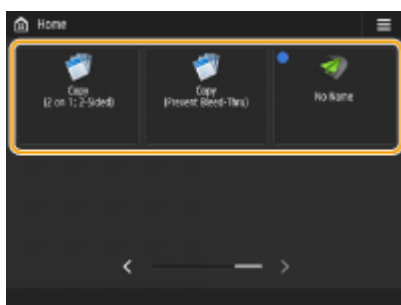 Home
Copy
(2 on 1; 2-Sided)
Copy
(Prevent Bleed-Thru)
No Name